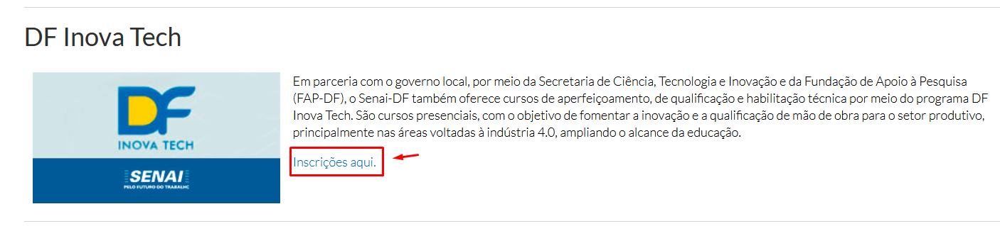 DF Inova Tech
DF
INOVA TECH
SENAI
PELO FUTURO DO TRABALHO
Em parceria com o governo local, por meio da Secretaria de Ciência, Tecnologia e Inovação e da Fundação de Apoio à Pesquisa
(FAP-DF), o Senai-DF também oferece cursos de aperfeiçoamento, de qualificação e habilitação técnica por meio do programa DF
Inova Tech. São cursos presenciais, com o objetivo de fomentar a inovação e a qualificação de mão de obra para o setor produtivo,
principalmente nas áreas voltadas à indústria 4.0, ampliando o alcance da educação.
Inscrições aqui.